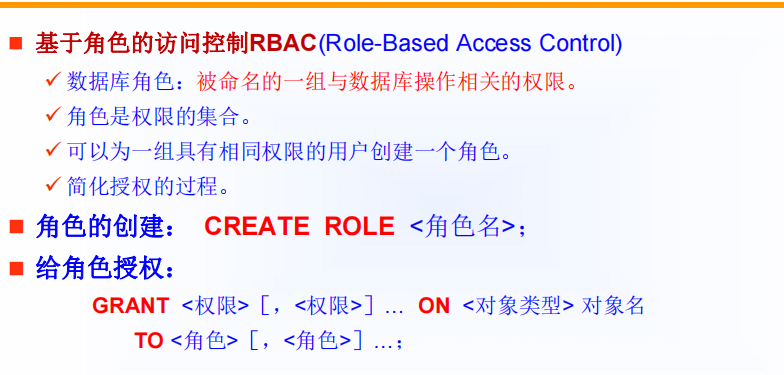 基于角色的访问控制RBAC(Role-Based Access Control)
数据库角色：被命名的一组与数据库操作相关的权限。
角色是权限的集合。
可以为一组具有相同权限的用户创建一个角色。
简化授权的过程。
角色的创建： CREATE ROLE <角色名>；
给角色授权：
GRANT <权限>［，<权限>］… ON <对象类型> 对象名
TO <角色>［，<角色>］…；